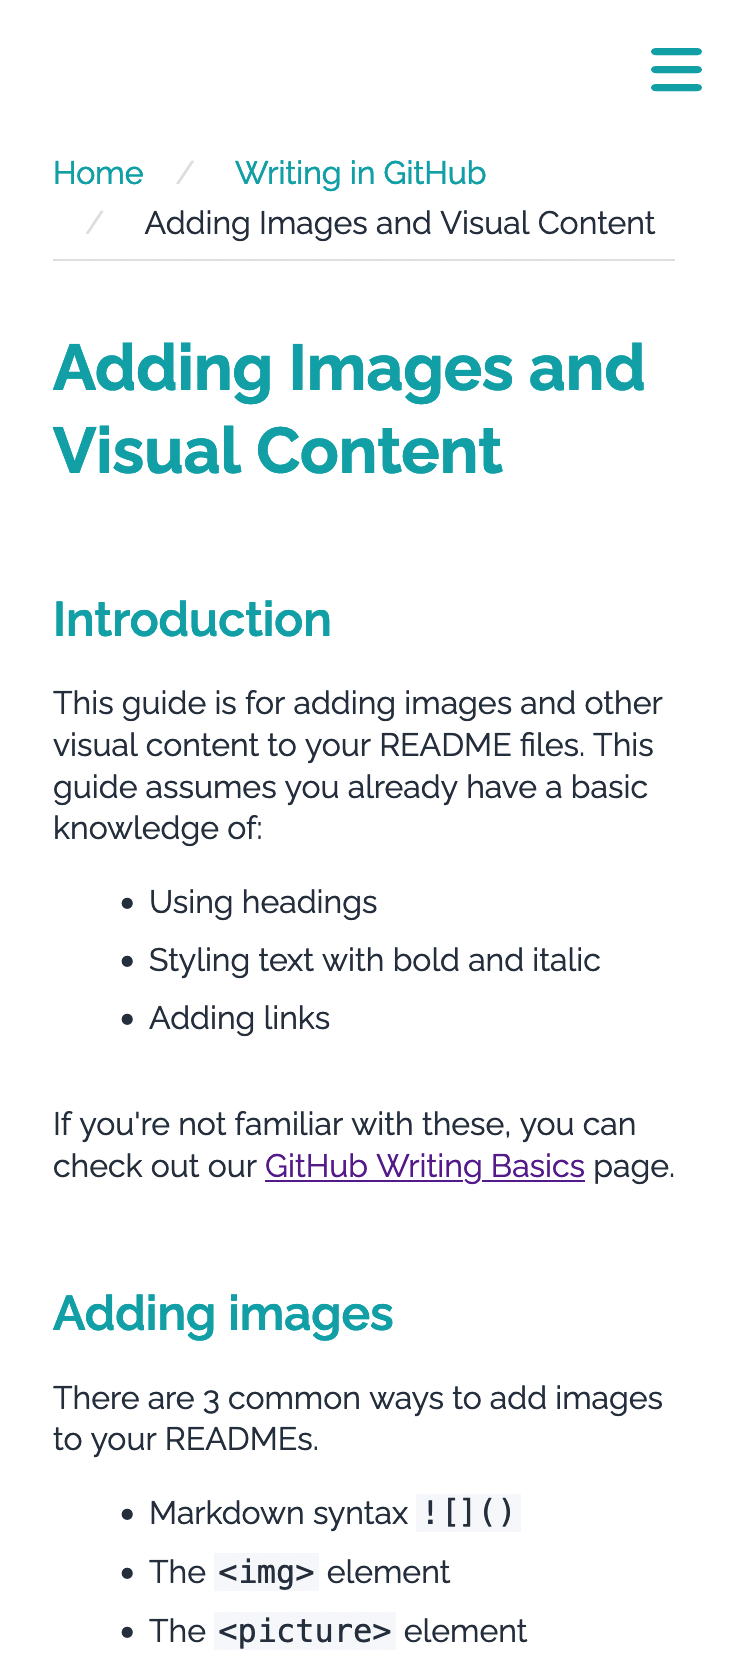 Home / Writing in GitHub
/ Adding Images and Visual Content
Adding Images and
Visual Content
Introduction
This guide is for adding images and other
visual content to your README files. This
guide assumes you already have a basic
knowledge of:
• Using headings
• Styling text with bold and italic
• Adding links
If you're not familiar with these, you can
check out our GitHub Writing Basics page.
Adding images
There are 3 common ways to add images
to your READMEs.
• Markdown syntax ![]()
• The <img> element
• The <picture> element